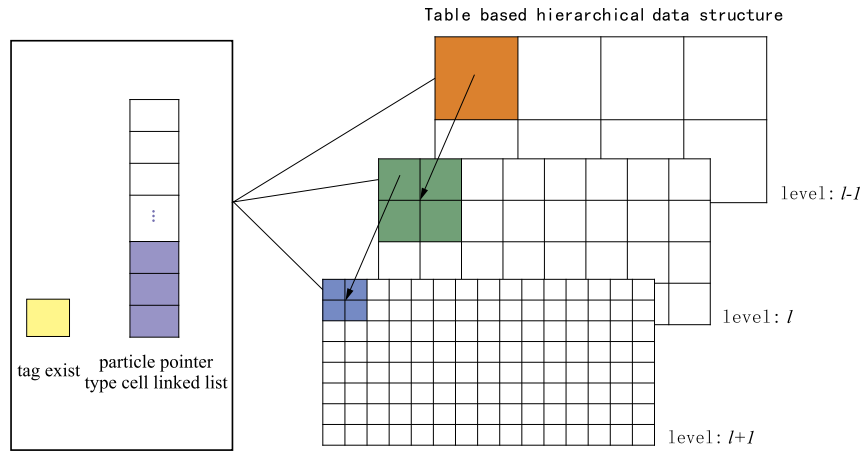 Table based hierarchical data structure
level: l-1
level: l
level: l+1
tag exist
particle pointer
type cell linked list